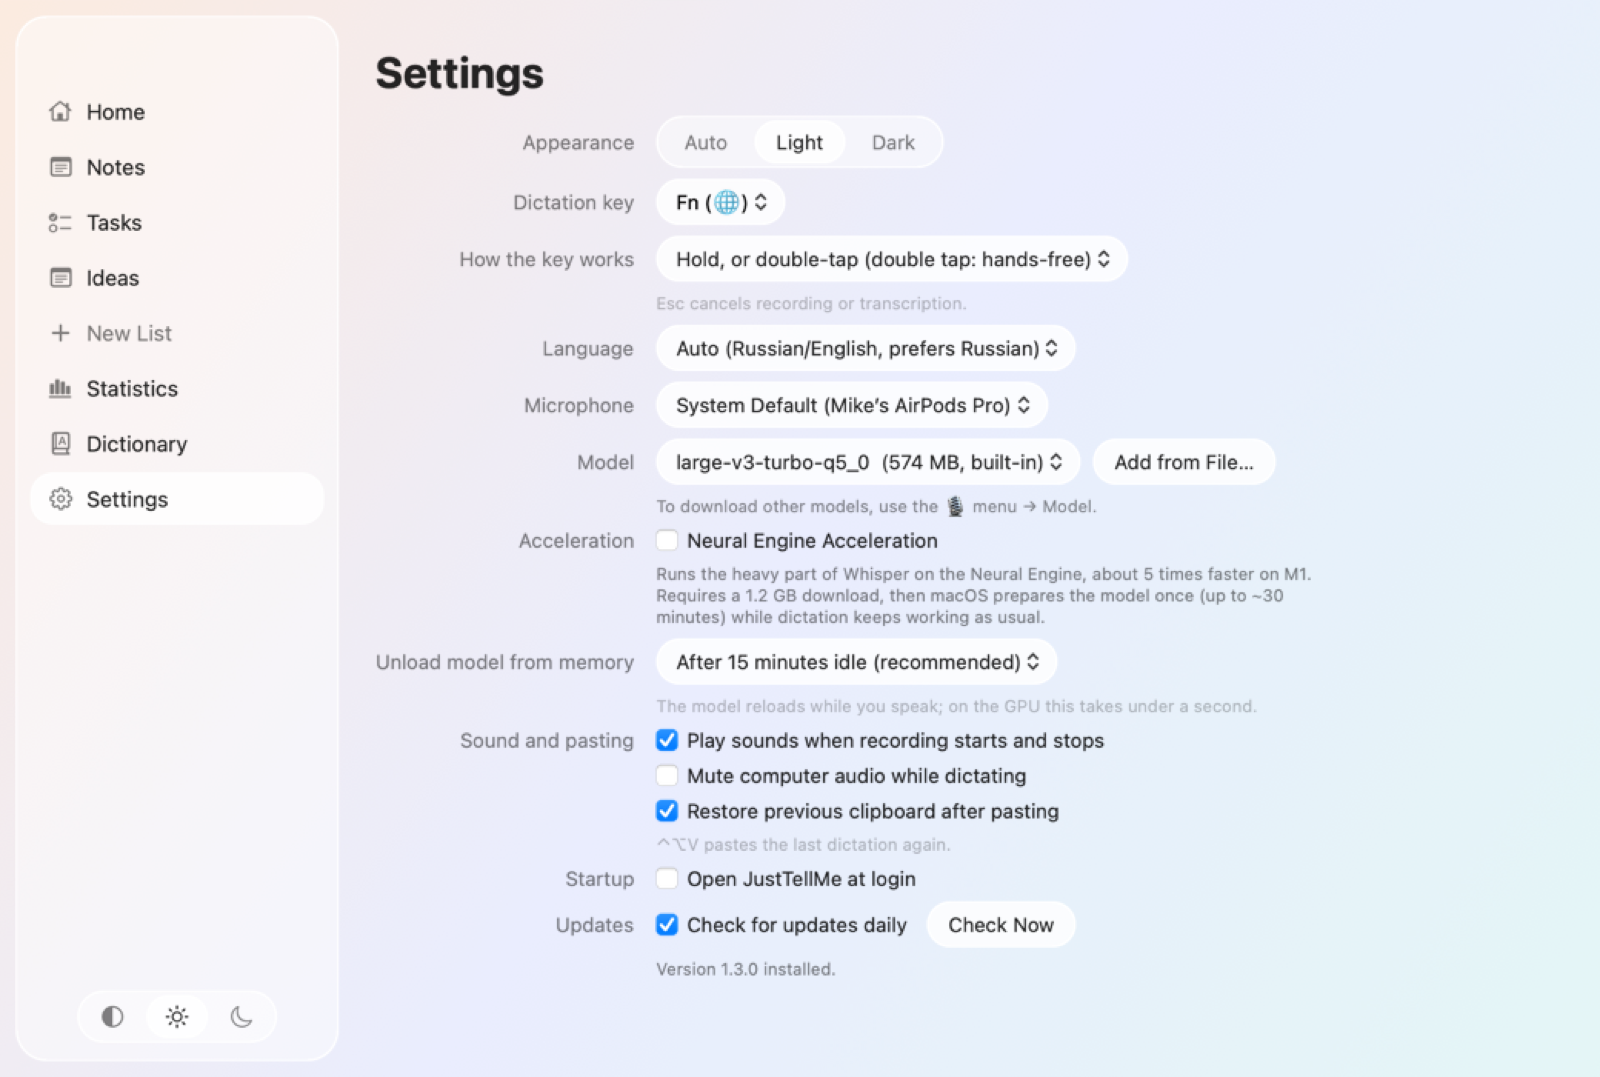 Home
Notes
Tasks
Ideas
New List
Statistics
Dictionary
Settings
Settings
Appearance Auto Light Dark
Dictation key Fn (🌐)
How the key works Hold, or double-tap (double tap: hands-free)
Esc cancels recording or transcription.
Language Auto (Russian/English, prefers Russian)
Microphone System Default (Mike’s AirPods Pro)
Model large-v3-turbo-q5_0 (574 MB, built-in) Add from File...
To download other models, use the 🎙 menu → Model.
Acceleration Neural Engine Acceleration
Runs the heavy part of Whisper on the Neural Engine, about 5 times faster on M1.
Requires a 1.2 GB download, then macOS prepares the model once (up to ~30
minutes) while dictation keeps working as usual.
Unload model from memory After 15 minutes idle (recommended)
The model reloads while you speak; on the GPU this takes under a second.
Sound and pasting Play sounds when recording starts and stops
Mute computer audio while dictating
Restore previous clipboard after pasting
^⌥V pastes the last dictation again.
Startup Open JustTellMe at login
Updates Check for updates daily Check Now
Version 1.3.0 installed.